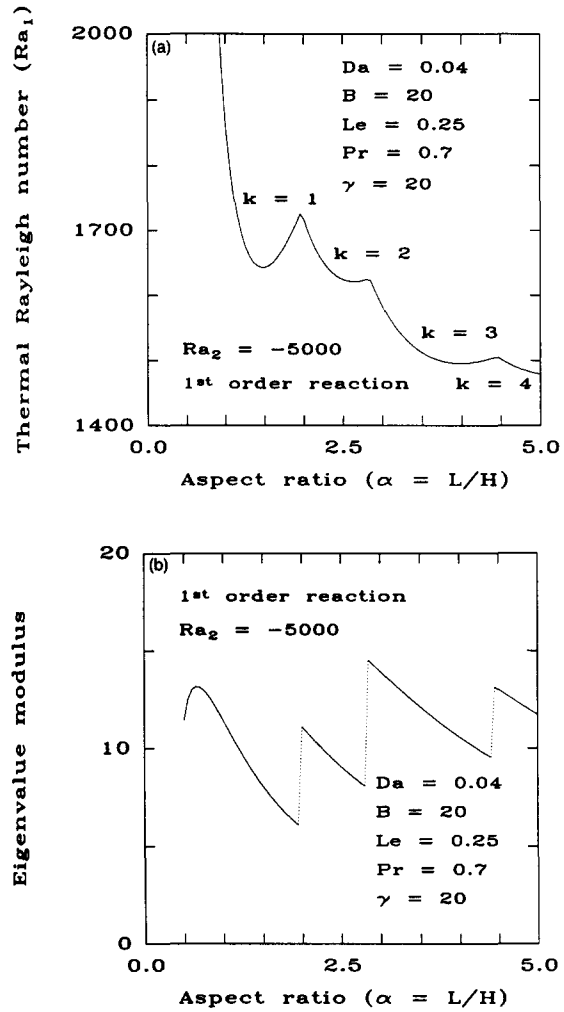 (a)
Thermal Rayleigh number (Ra₁)
2000
1700
1400
Da = 0.04
B = 20
Le = 0.25
Pr = 0.7
γ = 20
k = 1
k = 2
k = 3
k = 4
Ra₂ = -5000
1ˢᵗ order reaction
0.0 2.5 5.0
Aspect ratio (α = L/H)
(b)
Eigenvalue modulus
20
10
0
1ˢᵗ order reaction
Ra₂ = -5000
Da = 0.04
B = 20
Le = 0.25
Pr = 0.7
γ = 20
0.0 2.5 5.0
Aspect ratio (α = L/H)